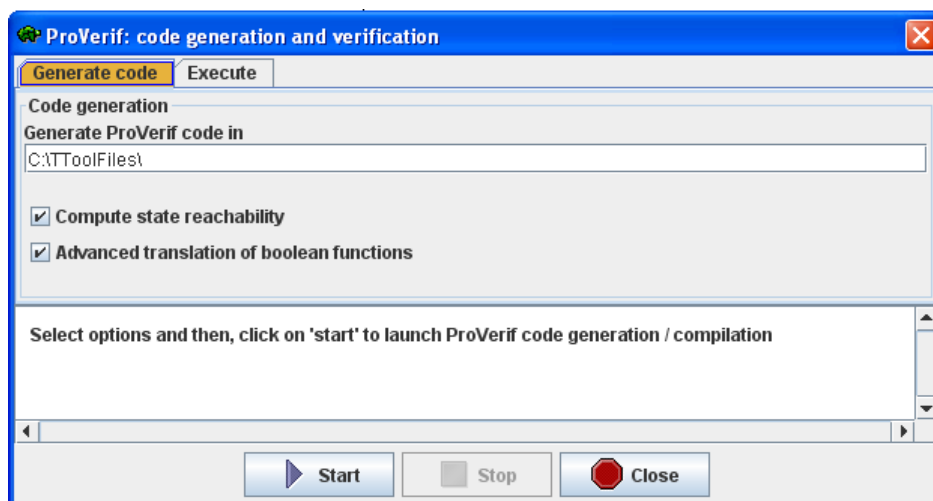 ProVerif: code generation and verification
Generate code Execute
Code generation
Generate ProVerif code in
C:\TToolFiles\
Compute state reachability
Advanced translation of boolean functions
Select options and then, click on 'start' to launch ProVerif code generation / compilation
Start Stop Close